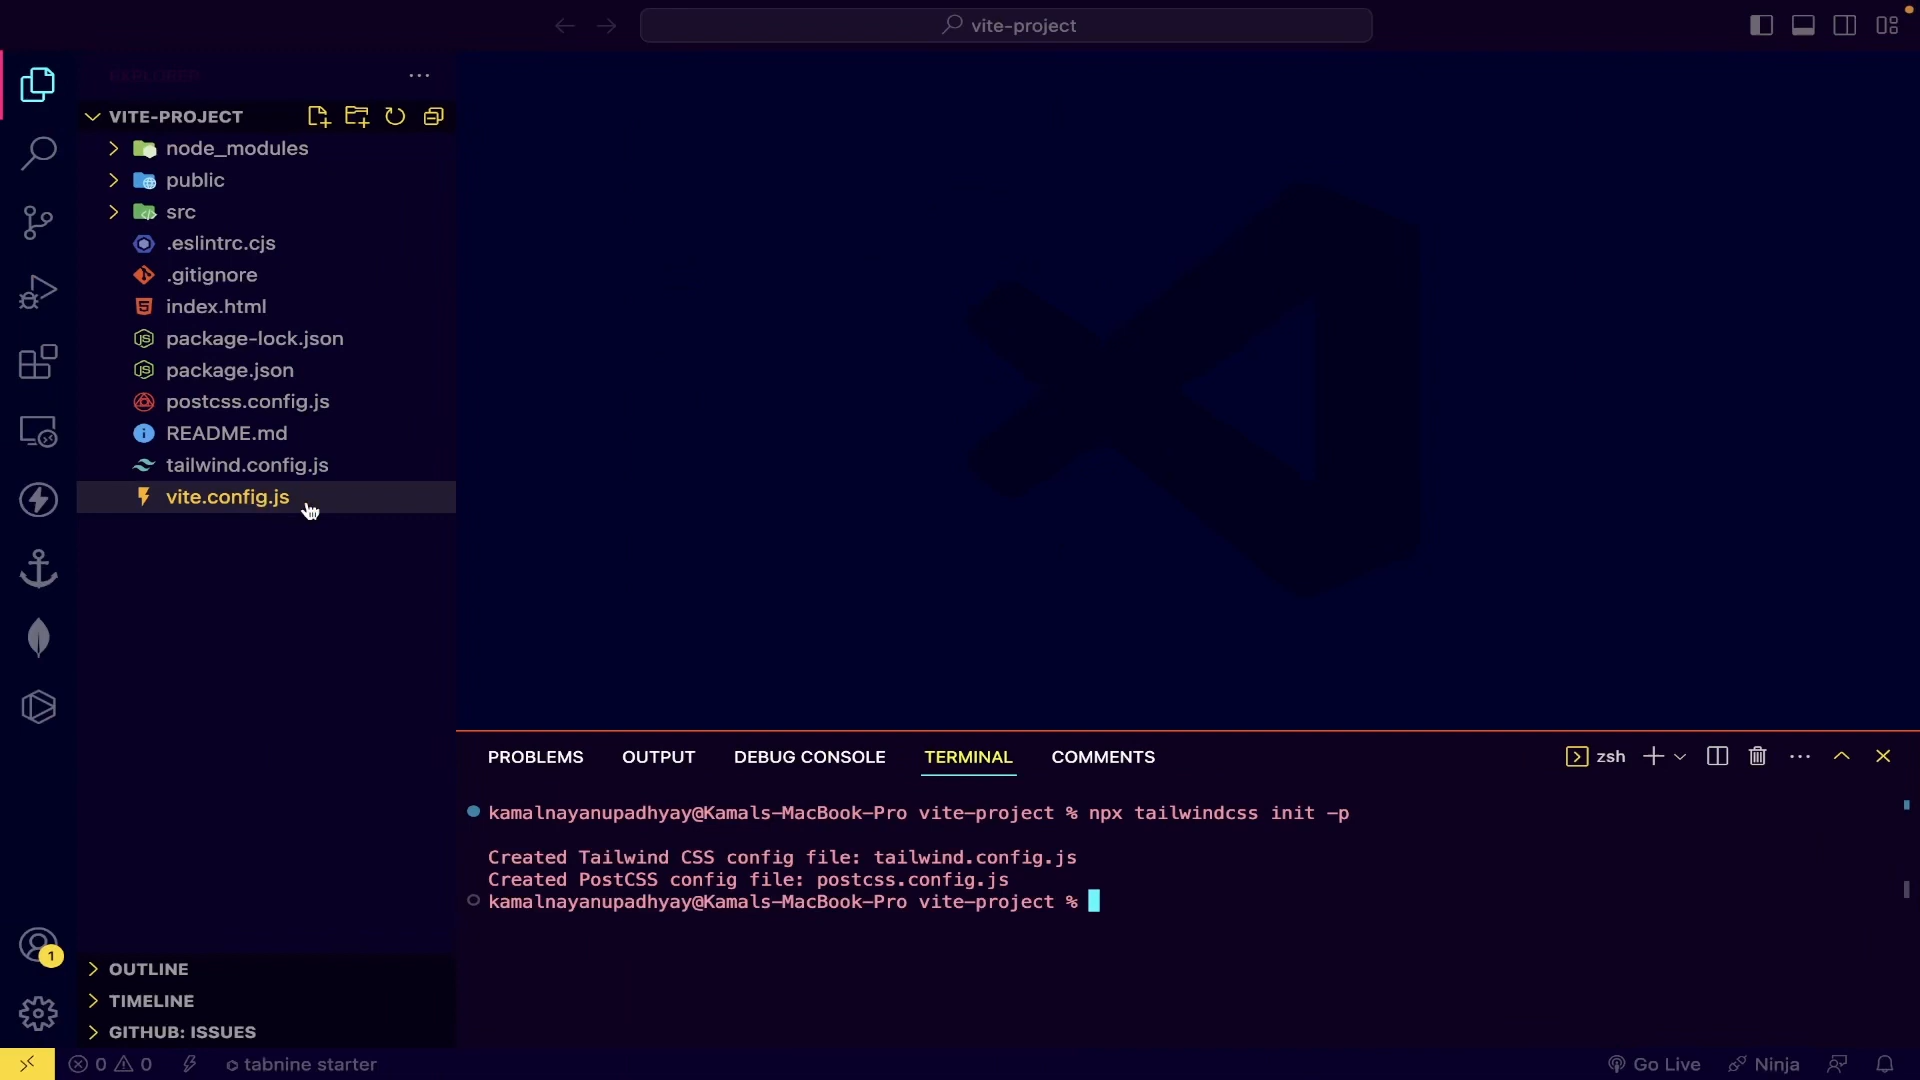 vite-project
EXPLORER
VITE-PROJECT
node_modules
public
src
.eslintrc.cjs
.gitignore
index.html
package-lock.json
package.json
postcss.config.js
README.md
tailwind.config.js
vite.config.js
PROBLEMS OUTPUT DEBUG CONSOLE TERMINAL COMMENTS zsh
kamalnayanupadhyay@Kamals-MacBook-Pro vite-project % npx tailwindcss init -p
Created Tailwind CSS config file: tailwind.config.js
Created PostCSS config file: postcss.config.js
kamalnayanupadhyay@Kamals-MacBook-Pro vite-project %
1
OUTLINE
TIMELINE
GITHUB: ISSUES
0 0 tabnine starter Go Live Ninja